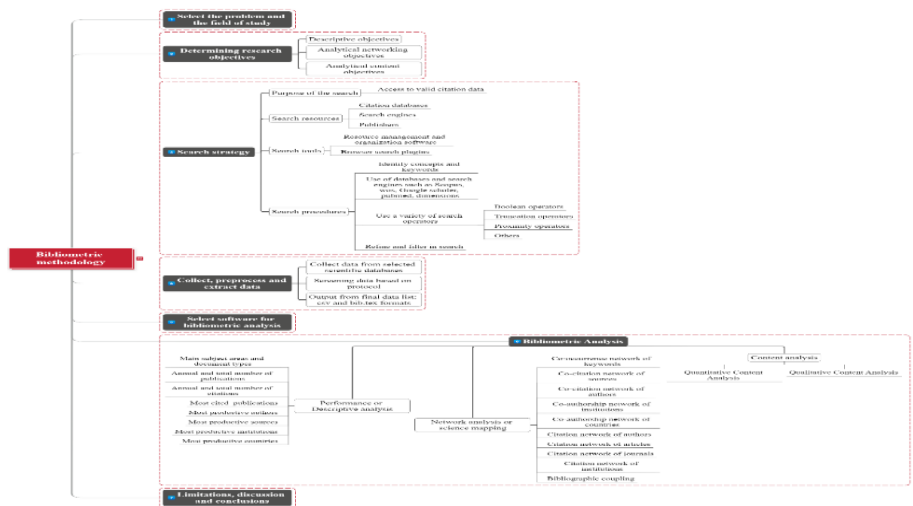 Select the problem and
the field of study
Determining research
objectives
Descriptive objectives
Analytical networking
objectives
Analytical content
objectives
Search strategy
Purpose of the search
Access to valid citation data
Search resources
Citation databases
Search engines
Publishers
Search tools
Resource management and
organization software
Browser search plugins
Search procedures
Identify concepts and
keywords
Use of databases and search
engines such as Scopus,
wos, Google scholar,
pubmed, dimensions
Use a variety of search
operators
Boolean operators
Truncation operators
Proximity operators
Others
Refine and filter in search
Bibliometric
methodology
Collect, preprocess and
extract data
Collect data from selected
scientific databases
Screening data based on
protocol
Output from final data list:
csv and bib.tex formats
Select software for
bibliometric analysis
Bibliometric Analysis
Performance or
Descriptive analysis
Main subject areas and
document types
Annual and total number of
publications
Annual and total number of
citations
Most cited publications
Most productive authors
Most productive sources
Most productive institutions
Most productive countries
Network analysis or
science mapping
Co-occurrence network of
keywords
Co-citation network of
sources
Co-citation network of
authors
Co-authorship network of
institutions
Co-authorship network of
countries
Citation network of authors
Citation network of articles
Citation network of journals
Citation network of
institutions
Bibliographic coupling
Content analysis
Quantitative Content
Analysis
Qualitative Content Analysis
Limitations, discussion
and conclusions